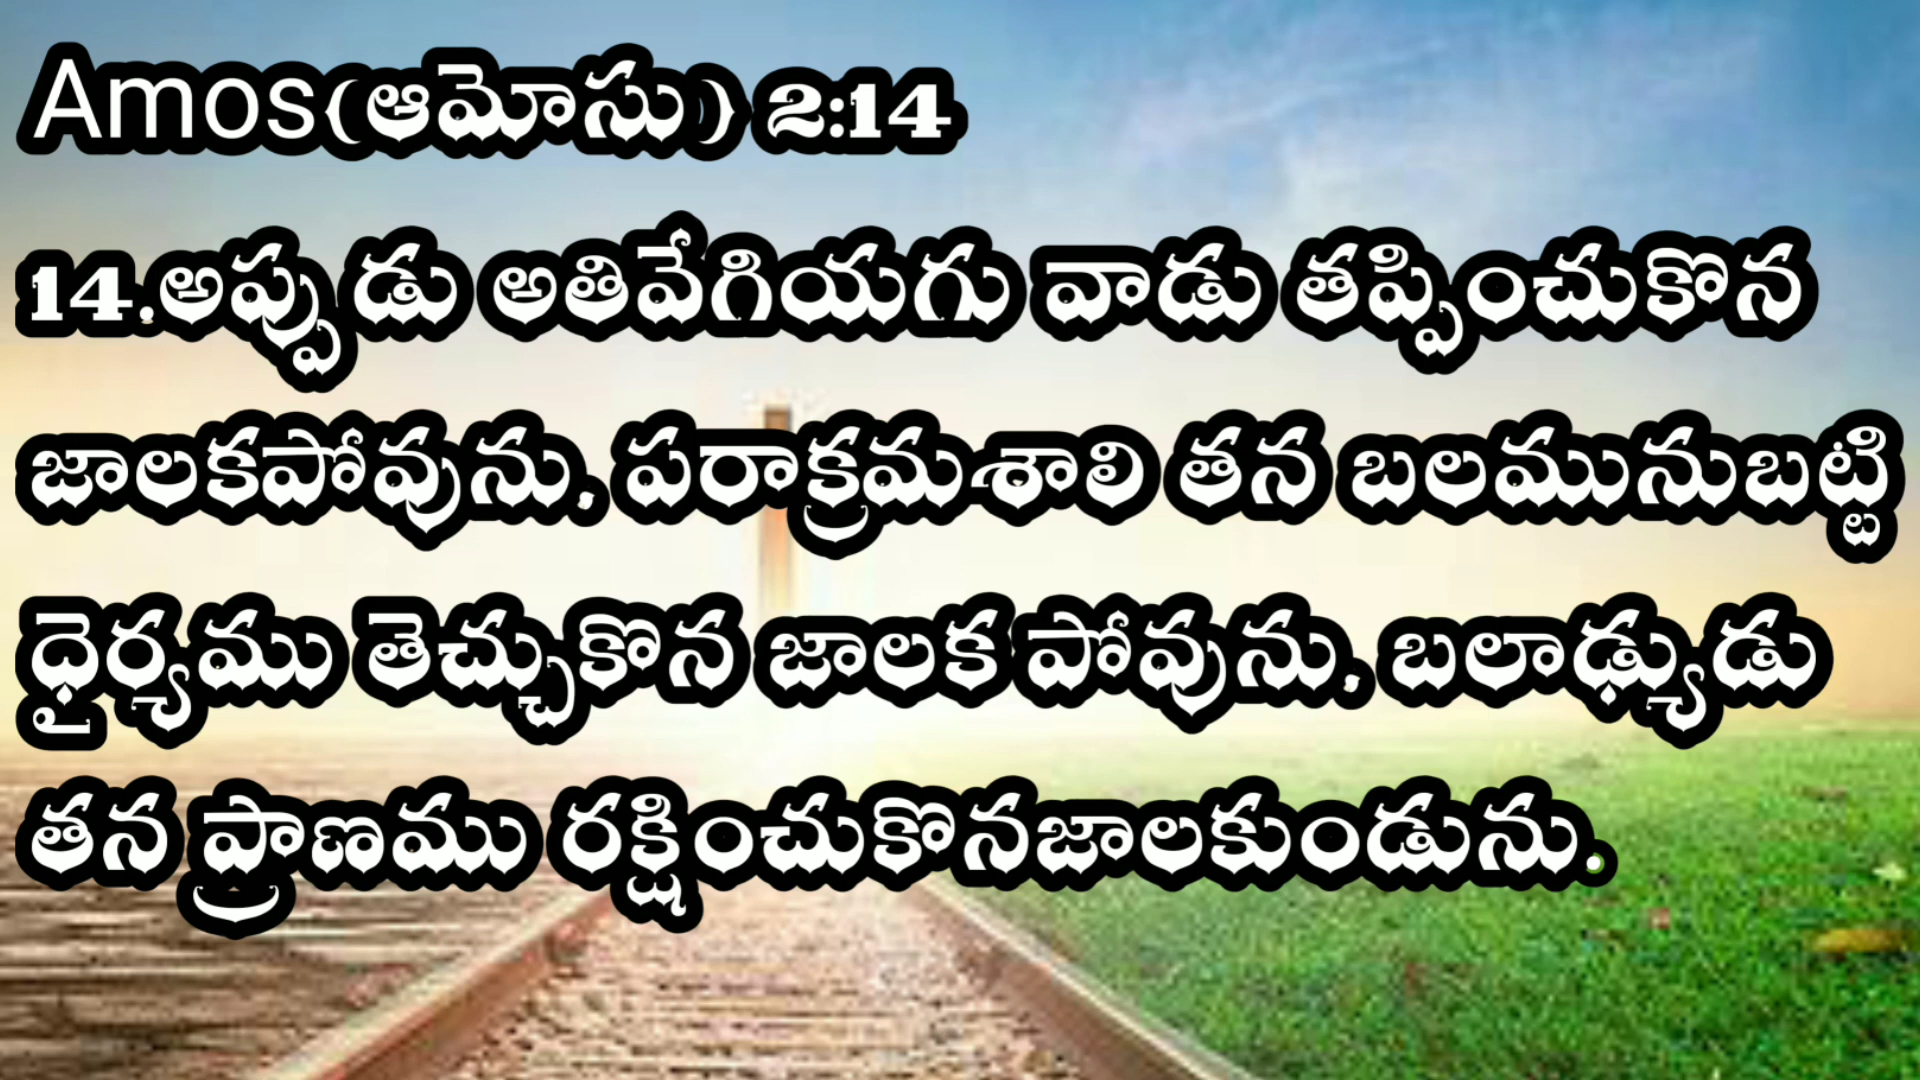 Amos(ఆమోసు) 2:14
14.అప్పుడు అతివేగియగు వాడు తప్పించుకొన
జాలకపోవును, పరాక్రమశాలి తన బలమునుబట్టి
ధైర్యము తెచ్చుకొన జాలక పోవును, బలాఢ్యుడు
తన ప్రాణము రక్షించుకొనజాలకుండును.